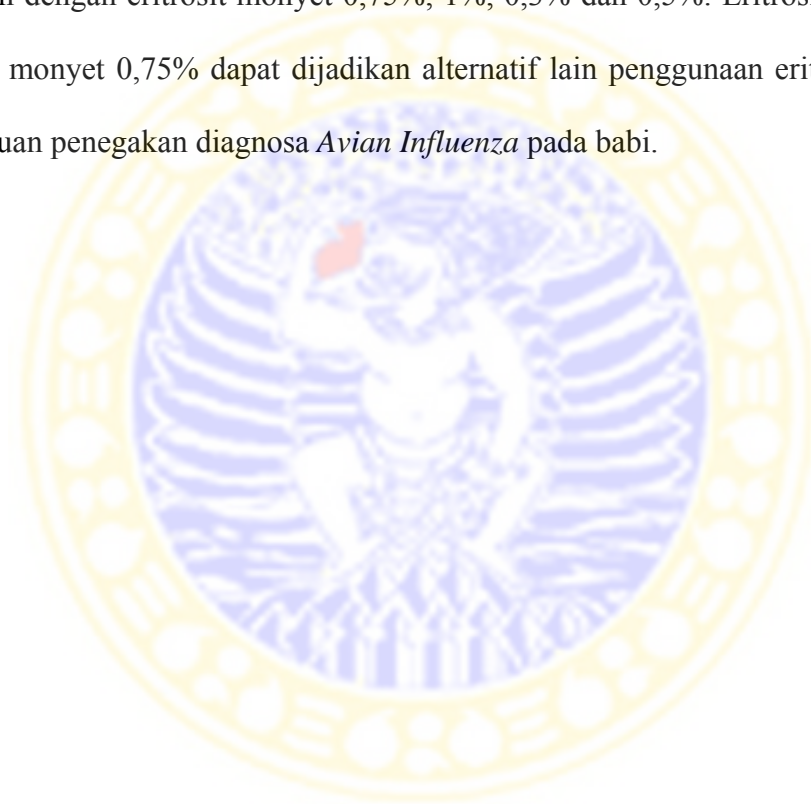 dengan eritrosit monyet 0,75%, 1%, dan
monyet 0,75% dapat dijadikan alternatif lain penggunaan
uan penegakan diagnosa Avian Influenza pada babi.